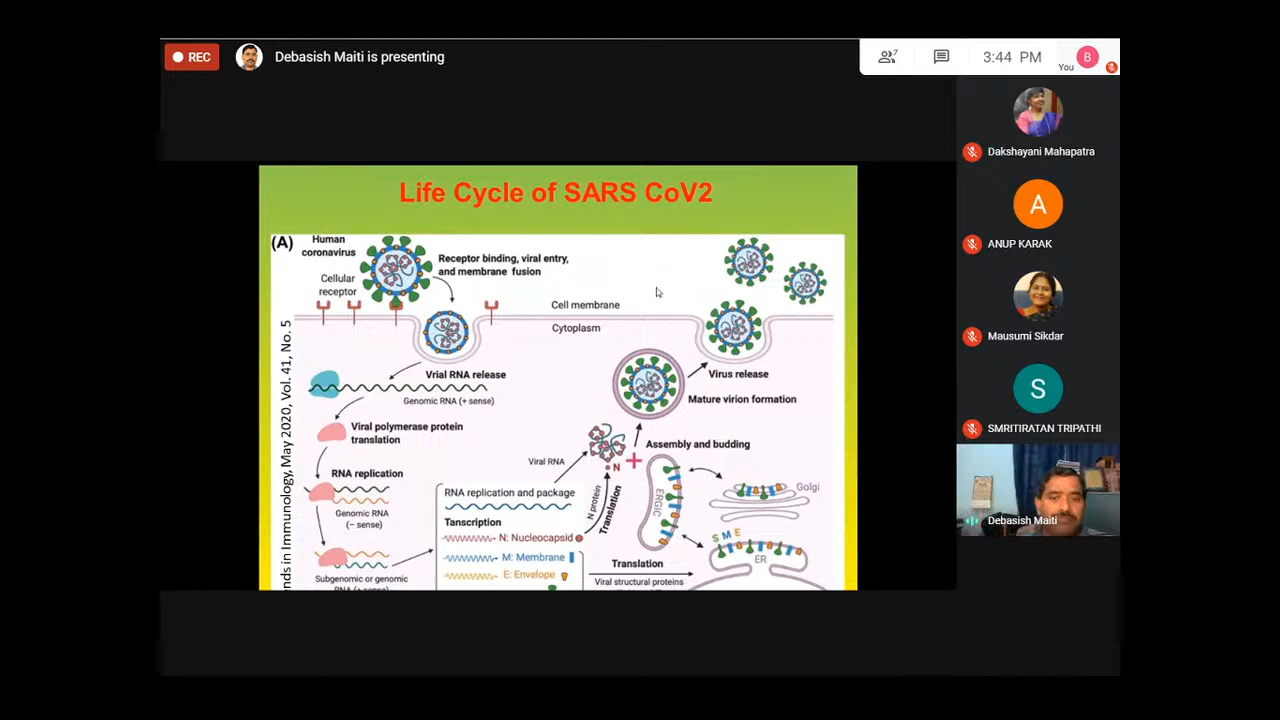 REC
Debasish Maiti is presenting
7
3:44 PM
You
B
Dakshayani Mahapatra
A
ANUP KARAK
Mausumi Sikdar
S
SMRITIRATAN TRIPATHI
Debasish Maiti
Life Cycle of SARS CoV2
(A)
Human
coronavirus
Cellular
receptor
Receptor binding, viral entry,
and membrane fusion
Cell membrane
Cytoplasm
Vrial RNA release
Genomic RNA (+ sense)
Viral polymerase protein
translation
RNA replication
Genomic RNA
(− sense)
Subgenomic or genomic
Virus release
Mature virion formation
Assembly and budding
Viral RNA
N
+
N protein
Translation
ERGIC
Golgi
S M E
ER
RNA replication and package
Tanscription
N: Nucleocapsid
M: Membrane
E: Envelope
Translation
Viral structural proteins
ends in Immunology, May 2020, Vol. 41, No. 5